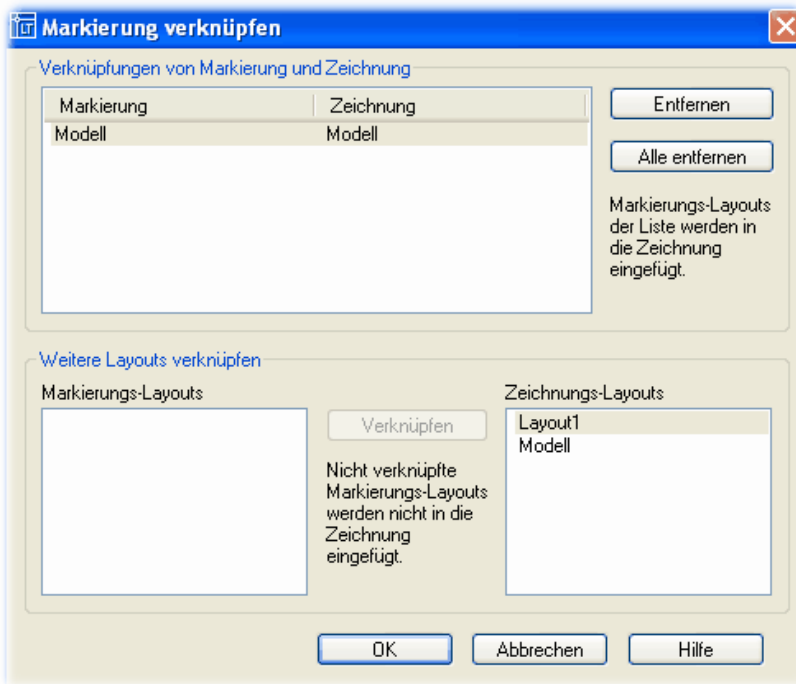 LT Markierung verknüpfen
Verknüpfungen von Markierung und Zeichnung
Markierung Zeichnung
Modell Modell
Entfernen
Alle entfernen
Markierungs-Layouts
der Liste werden in
die Zeichnung
eingefügt.
Weitere Layouts verknüpfen
Markierungs-Layouts
Verknüpfen
Nicht verknüpfte
Markierungs-Layouts
werden nicht in die
Zeichnung
eingefügt.
Zeichnungs-Layouts
Layout1
Modell
OK Abbrechen Hilfe